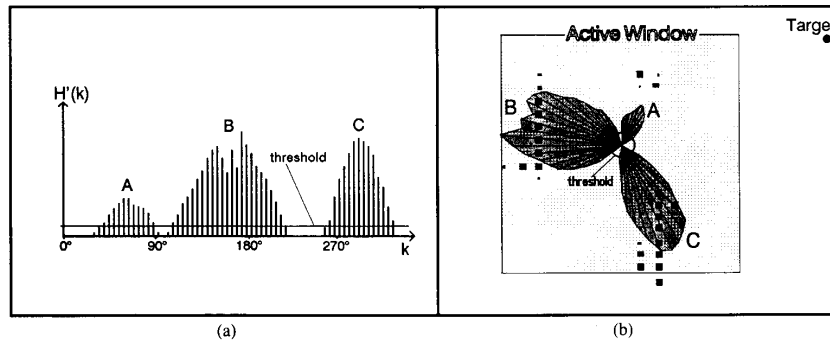 H'(k)
A
B
C
threshold
0°
90°
180°
270°
k
(a)
Active Window
Targe
B
A
threshold
C
(b)